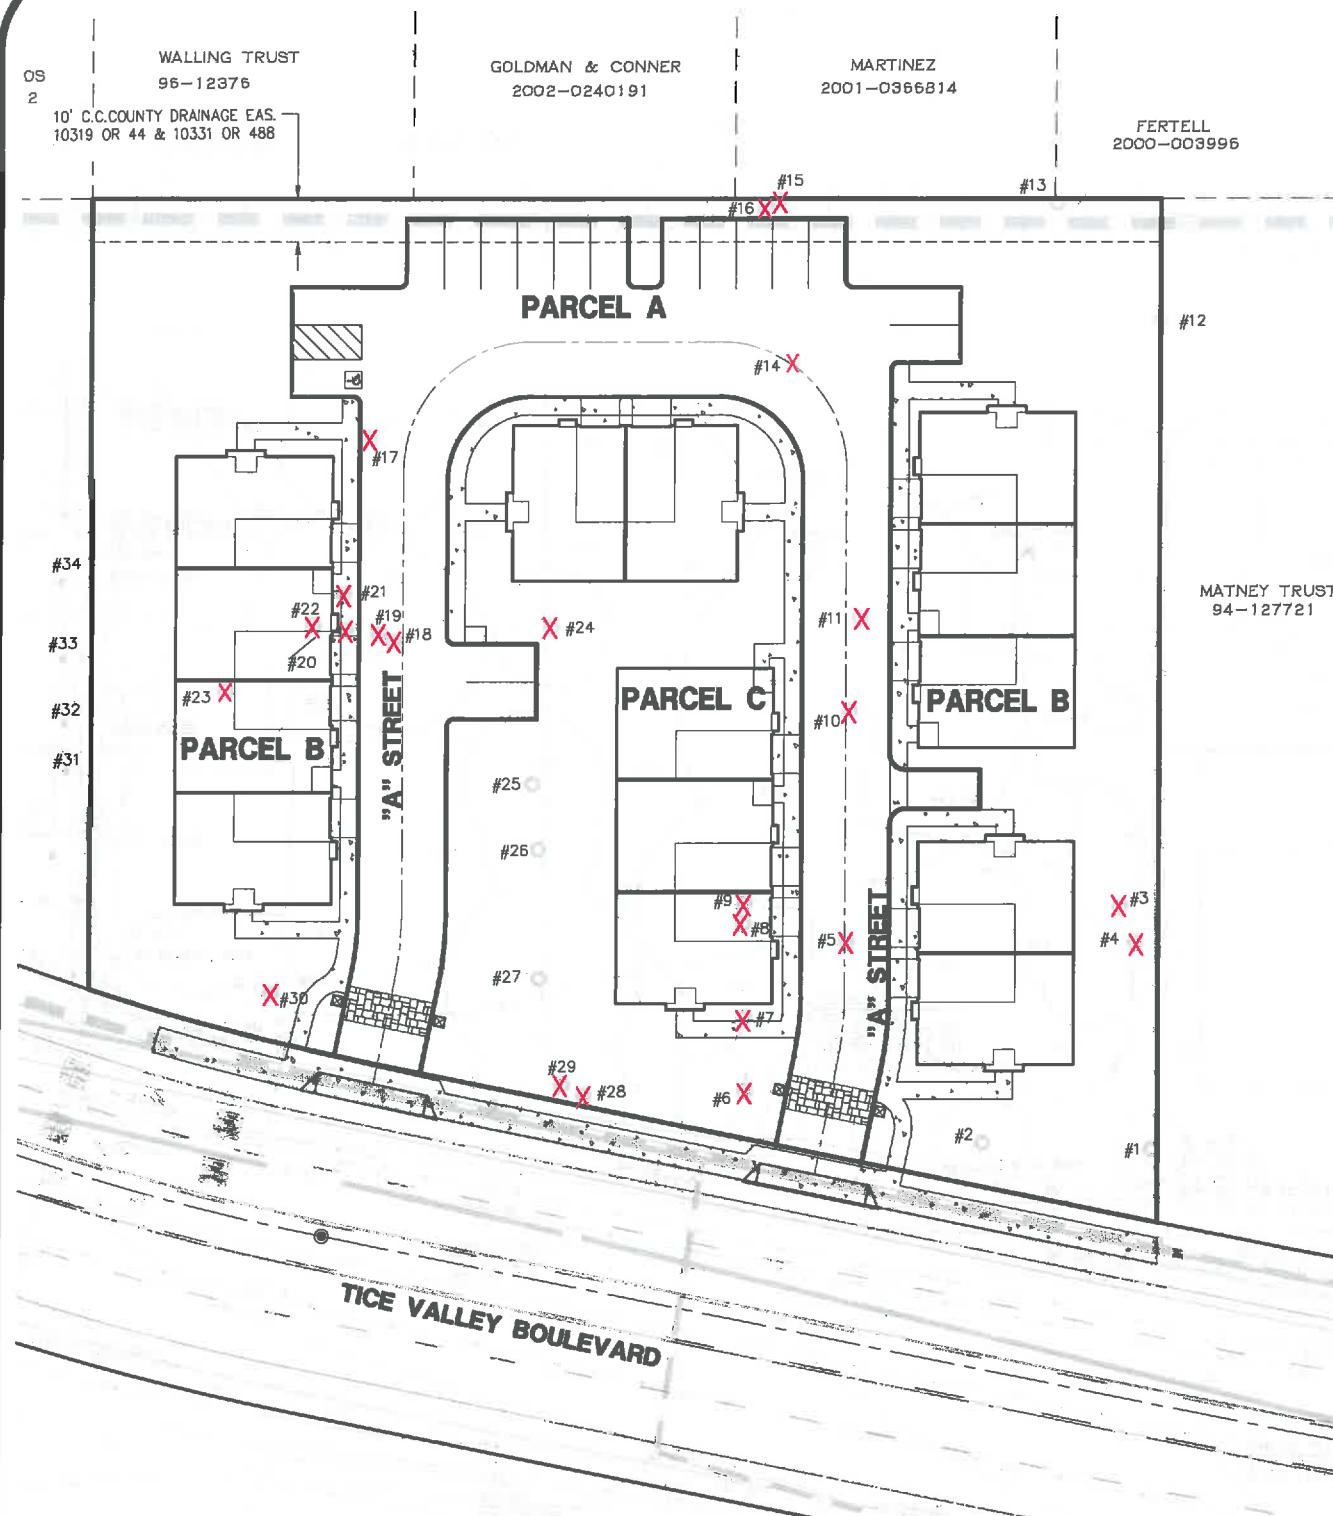 WALLING TRUST
96-12376
GOLDMAN & CONNER
2002-0240191
MARTINEZ
2001-0366814
OS
2
10' C.C.COUNTY DRAINAGE EAS.
10319 OR 44 & 10331 OR 488
FERTELL
2000-003996
#15
#13
#16
PARCEL A
#12
#14
#17
#34
#21
MATNEY TRUST
94-127721
#22
#19
#24
#11
#33
#18
#20
#23
PARCEL C
PARCEL B
#32
#10
PARCEL B
"A" STREET
#31
#25
#26
#9
#3
#8
#5
#4
"A" STREET
#27
#30
#7
#29
#28
#6
#2
#1
TICE VALLEY BOULEVARD